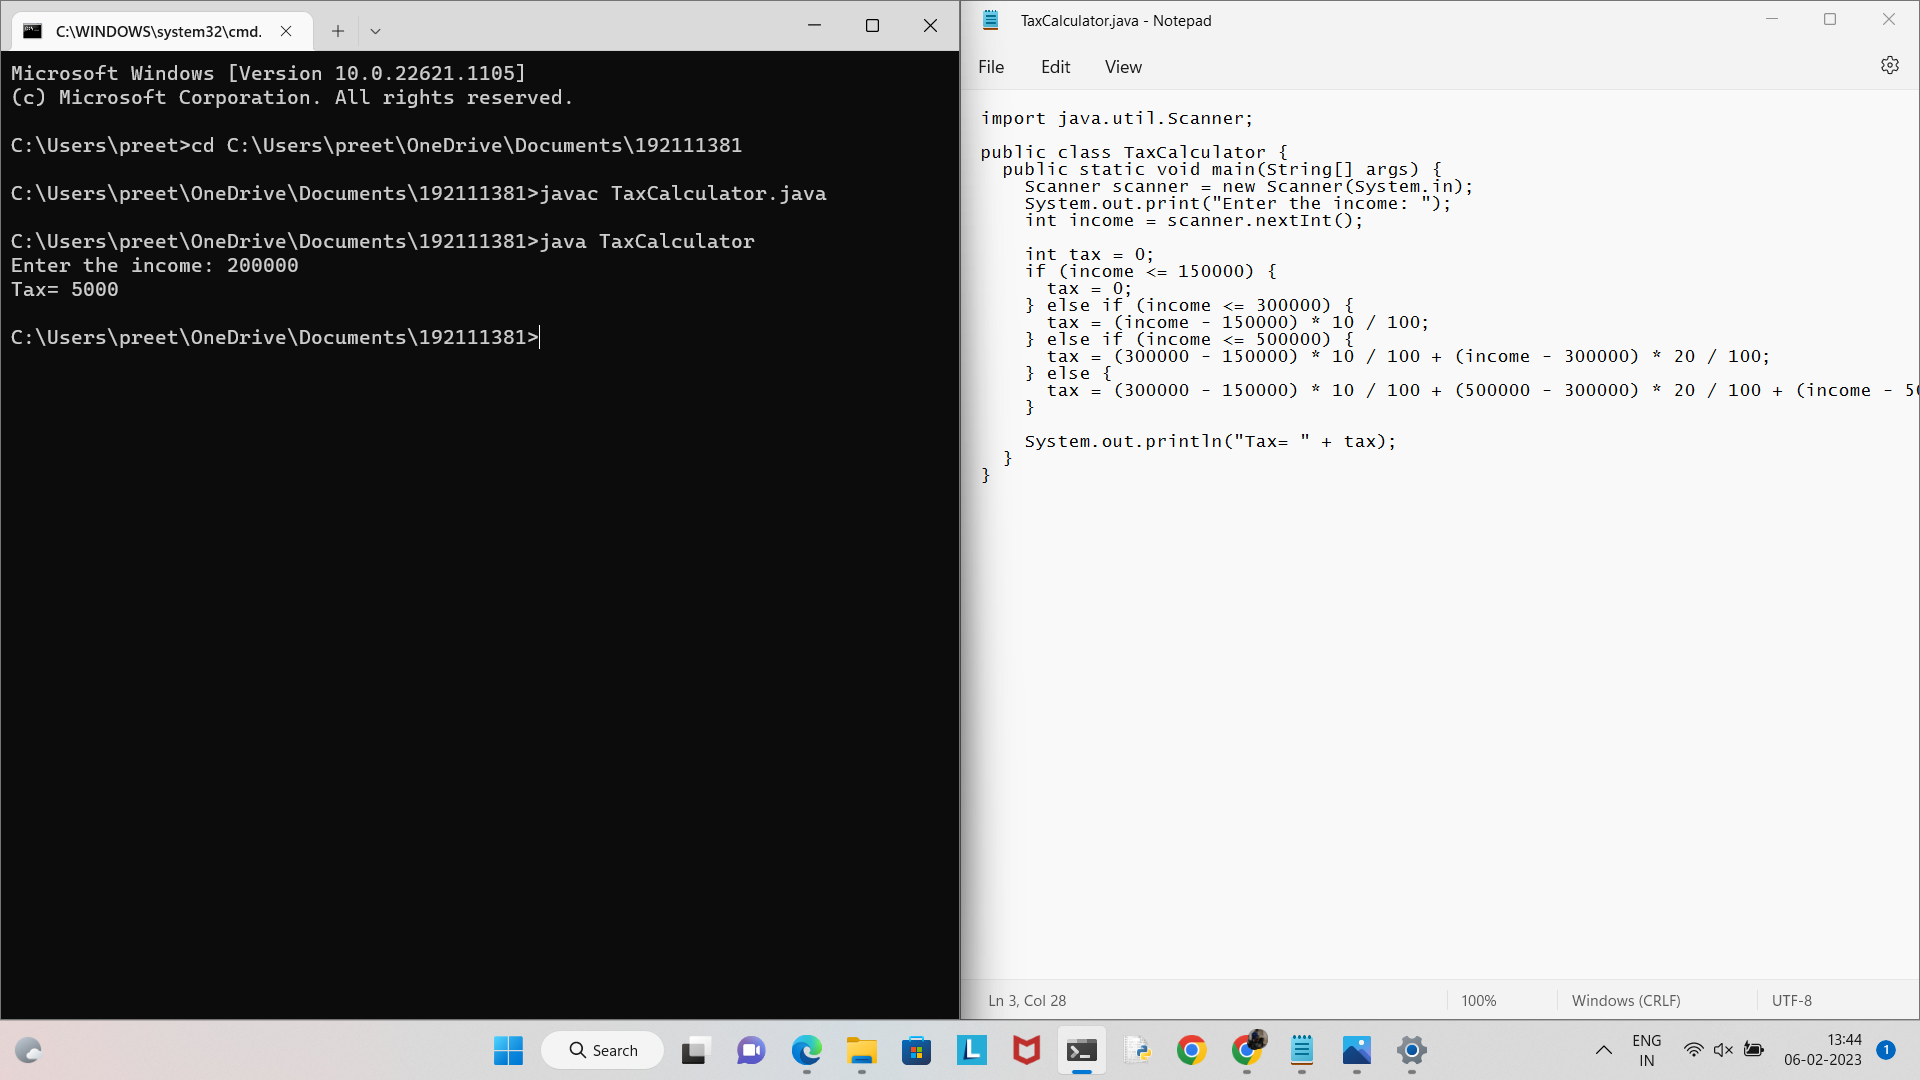 C:\WINDOWS\system32\cmd.
Microsoft Windows [Version 10.0.22621.1105]
(c) Microsoft Corporation. All rights reserved.
C:\Users\preet>cd C:\Users\preet\OneDrive\Documents\192111381
C:\Users\preet\OneDrive\Documents\192111381>javac TaxCalculator.java
C:\Users\preet\OneDrive\Documents\192111381>java TaxCalculator
Enter the income: 200000
Tax= 5000
C:\Users\preet\OneDrive\Documents\192111381>
TaxCalculator.java - Notepad
File Edit View
import java.util.Scanner;
public class TaxCalculator {
  public static void main(String[] args) {
    Scanner scanner = new Scanner(System.in);
    System.out.print("Enter the income: ");
    int income = scanner.nextInt();
    int tax = 0;
    if (income <= 150000) {
      tax = 0;
    } else if (income <= 300000) {
      tax = (income - 150000) * 10 / 100;
    } else if (income <= 500000) {
      tax = (300000 - 150000) * 10 / 100 + (income - 300000) * 20 / 100;
    } else {
      tax = (300000 - 150000) * 10 / 100 + (500000 - 300000) * 20 / 100 + (income - 50
    }
    System.out.println("Tax= " + tax);
  }
}
Ln 3, Col 28 100% Windows (CRLF) UTF-8
Search
L
ENG
IN
13:44
06-02-2023
1